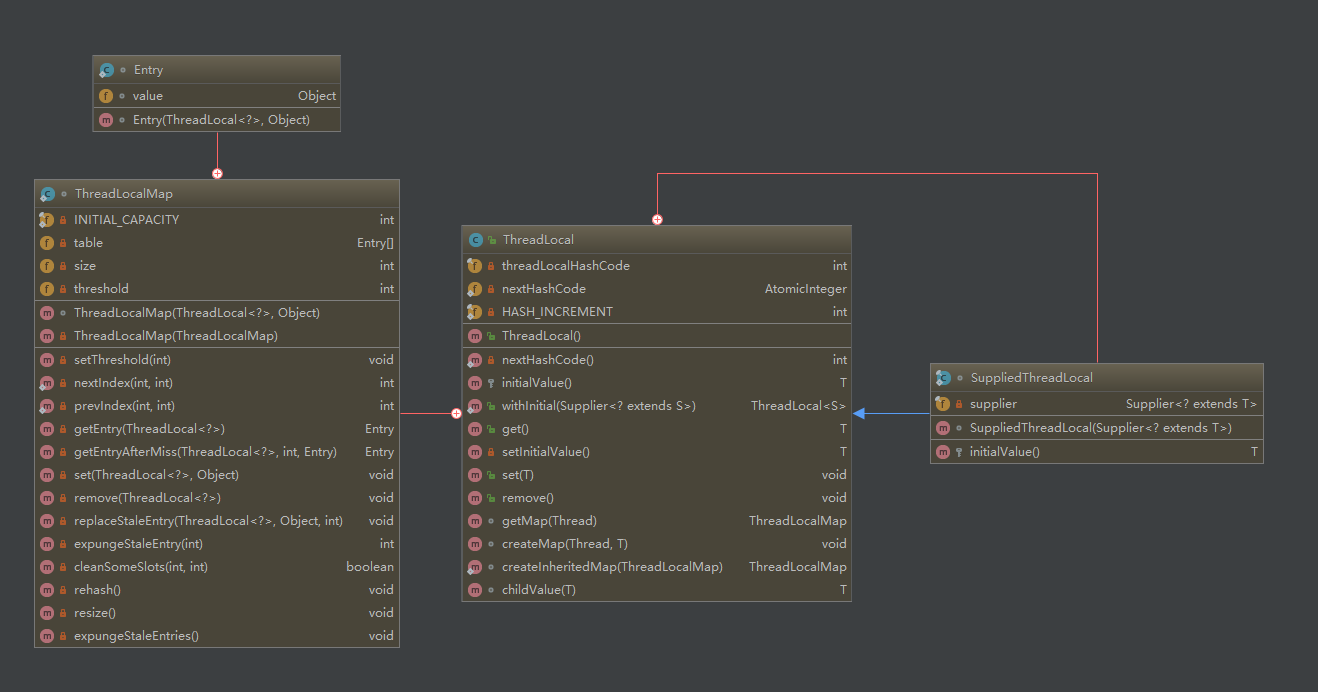 Entry
value Object
Entry(ThreadLocal<?>, Object)
ThreadLocalMap
INITIAL_CAPACITY int
table Entry[]
size int
threshold int
ThreadLocalMap(ThreadLocal<?>, Object)
ThreadLocalMap(ThreadLocalMap)
setThreshold(int) void
nextIndex(int, int) int
prevIndex(int, int) int
getEntry(ThreadLocal<?>) Entry
getEntryAfterMiss(ThreadLocal<?>, int, Entry) Entry
set(ThreadLocal<?>, Object) void
remove(ThreadLocal<?>) void
replaceStaleEntry(ThreadLocal<?>, Object, int) void
expungeStaleEntry(int) int
cleanSomeSlots(int, int) boolean
rehash() void
resize() void
expungeStaleEntries() void
ThreadLocal
threadLocalHashCode int
nextHashCode AtomicInteger
HASH_INCREMENT int
ThreadLocal()
nextHashCode() int
initialValue() T
withInitial(Supplier<? extends S>) ThreadLocal<S>
get() T
setInitialValue() T
set(T) void
remove() void
getMap(Thread) ThreadLocalMap
createMap(Thread, T) void
createInheritedMap(ThreadLocalMap) ThreadLocalMap
childValue(T) T
SuppliedThreadLocal
supplier Supplier<? extends T>
SuppliedThreadLocal(Supplier<? extends T>)
initialValue() T